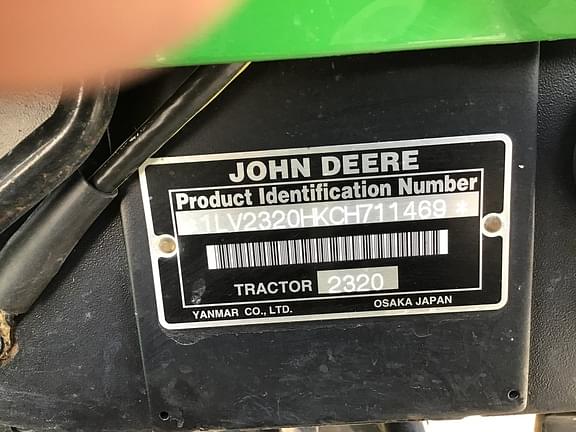 JOHN DEERE
Product Identification Number
*1LV2320HKCH711469*
TRACTOR 2320
YANMAR CO., LTD. OSAKA JAPAN